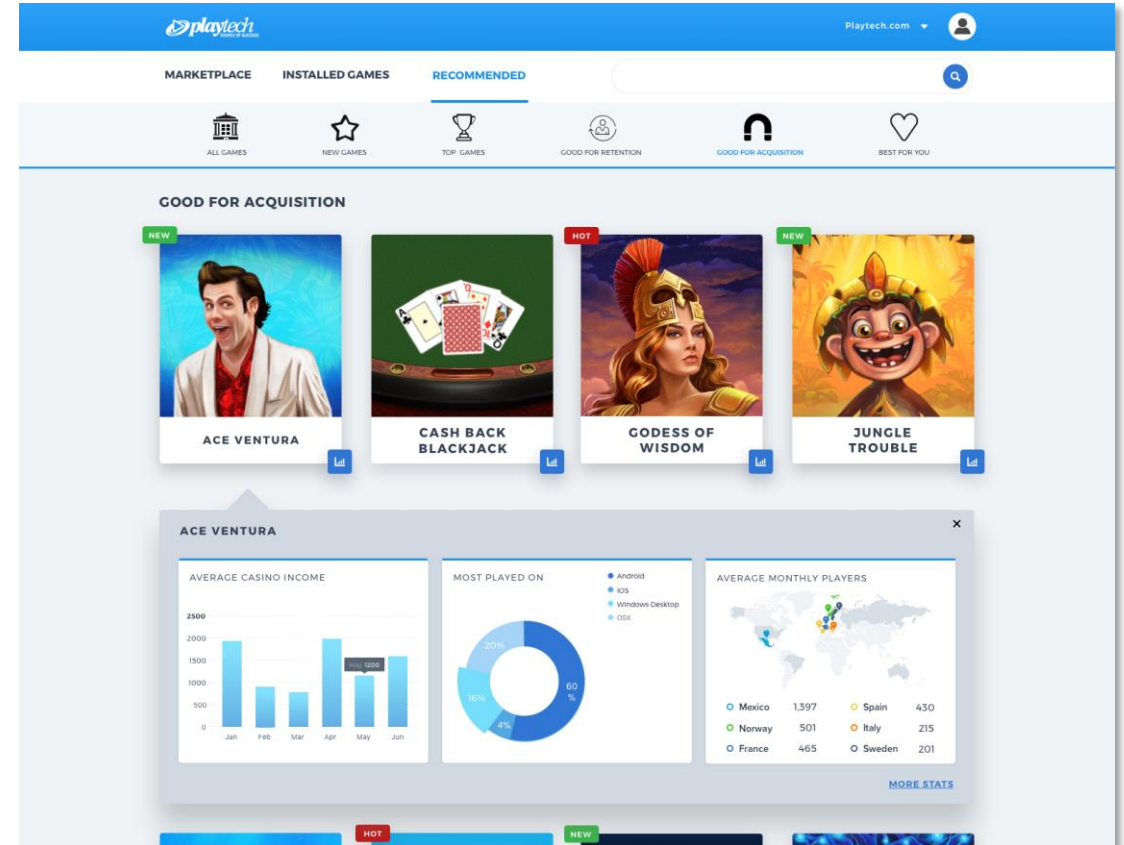 playtech
Playtech.com
MARKETPLACE INSTALLED GAMES RECOMMENDED
ALL GAMES NEW GAMES TOP GAMES GOOD FOR RETENTION GOOD FOR ACQUISITION BEST FOR YOU
GOOD FOR ACQUISITION
NEW HOT NEW
A Q
ACE VENTURA
CASH BACK
BLACKJACK
GODESS OF
WISDOM
JUNGLE
TROUBLE
ACE VENTURA ×
AVERAGE CASINO INCOME
2500
2000
1500
1000
500
0
May 1200
Jan Feb Mar Apr May Jun
MOST PLAYED ON
Android
IOS
Windows Desktop
OSX
20%
60
%
16%
4%
AVERAGE MONTHLY PLAYERS
Mexico 1,397 Spain 430
Norway 501 Italy 215
France 465 Sweden 201
MORE STATS
HOT NEW